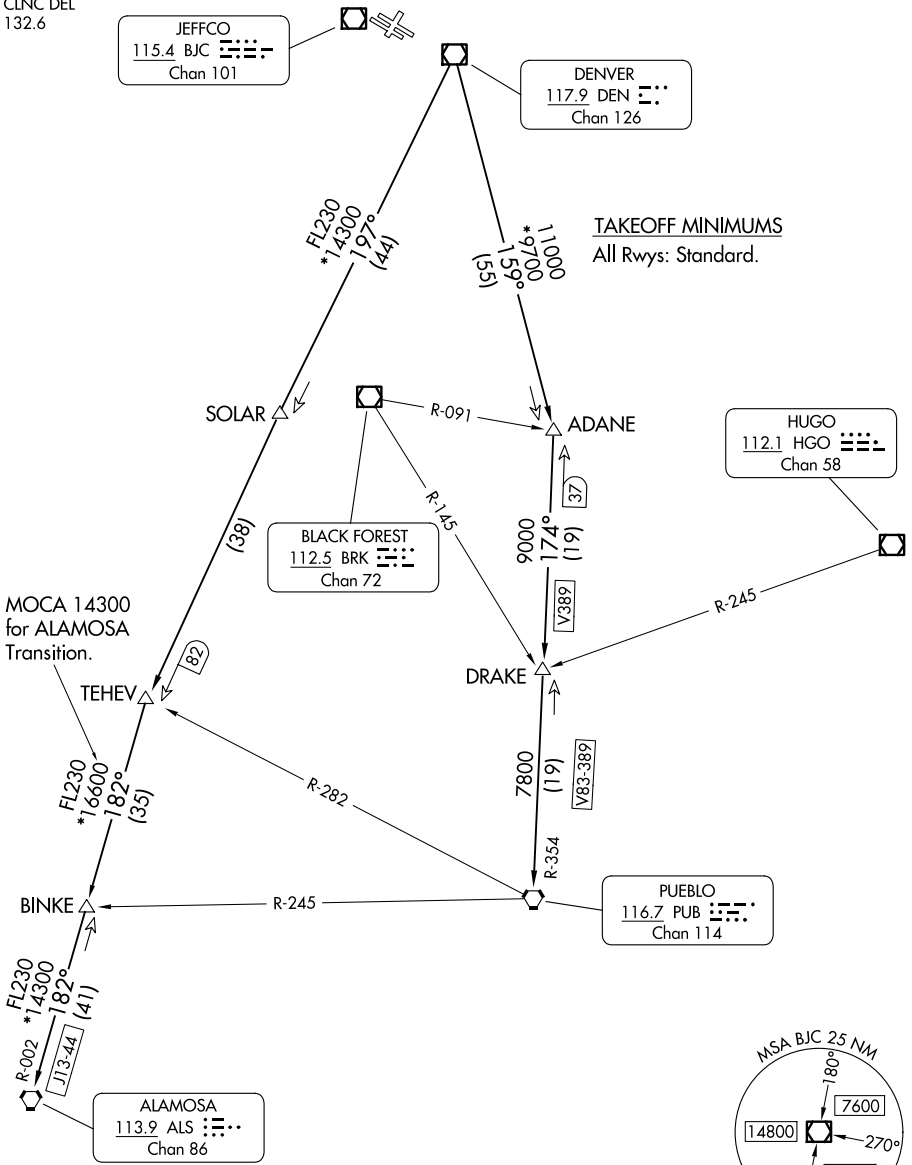 CLNC DEL
132.6
JEFFCO
115.4 BJC
Chan 101
DENVER
117.9 DEN
Chan 126
FL230
*14300
197°
(44)
11000
*9700
159°
(55)
TAKEOFF MINIMUMS
All Rwys: Standard.
SOLAR
R-091
ADANE
HUGO
112.1 HGO
Chan 58
37
R-145
(38)
BLACK FOREST
112.5 BRK
Chan 72
9000
174°
(19)
V389
R-245
MOCA 14300
for ALAMOSA
Transition.
82
TEHEV
DRAKE
FL230
*16600
182°
(35)
R-282
7800
(19)
V83-389
R-354
BINKE
R-245
PUEBLO
116.7 PUB
Chan 114
FL230
*14300
182°
(41)
J13-44
R-002
ALAMOSA
113.9 ALS
Chan 86
MSA BJC 25 NM
180°
7600
14800
270°